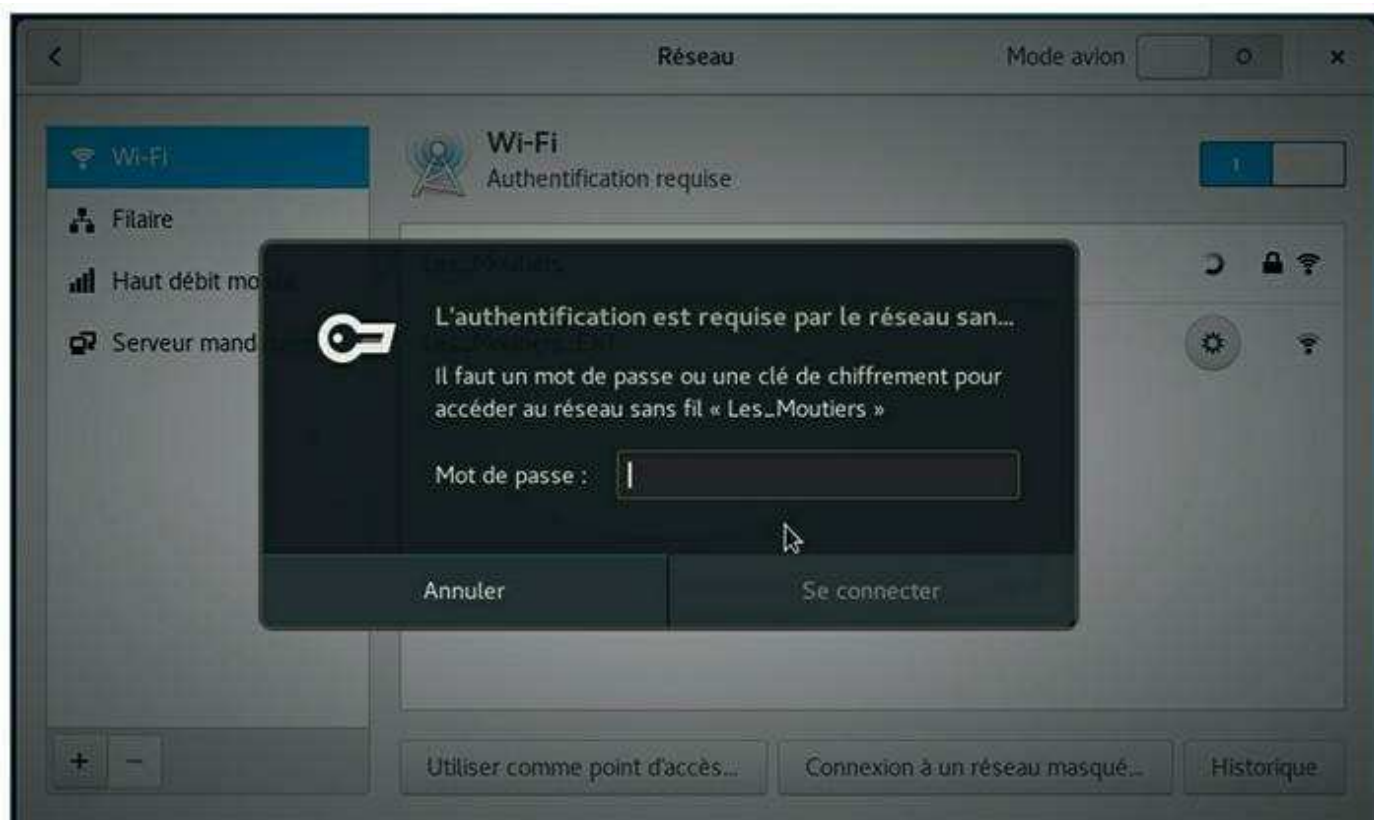 Réseau
Mode avion
Wi-Fi
Wi-Fi
Authentification requise
Filaire
Haut débit mo
Serveur mand
Les_Moutiers
L'authentification est requise par le réseau san...
Il faut un mot de passe ou une clé de chiffrement pour
accéder au réseau sans fil « Les_Moutiers »
Mot de passe :
Annuler
Se connecter
Utiliser comme point d'accès...
Connexion à un réseau masqué...
Historique